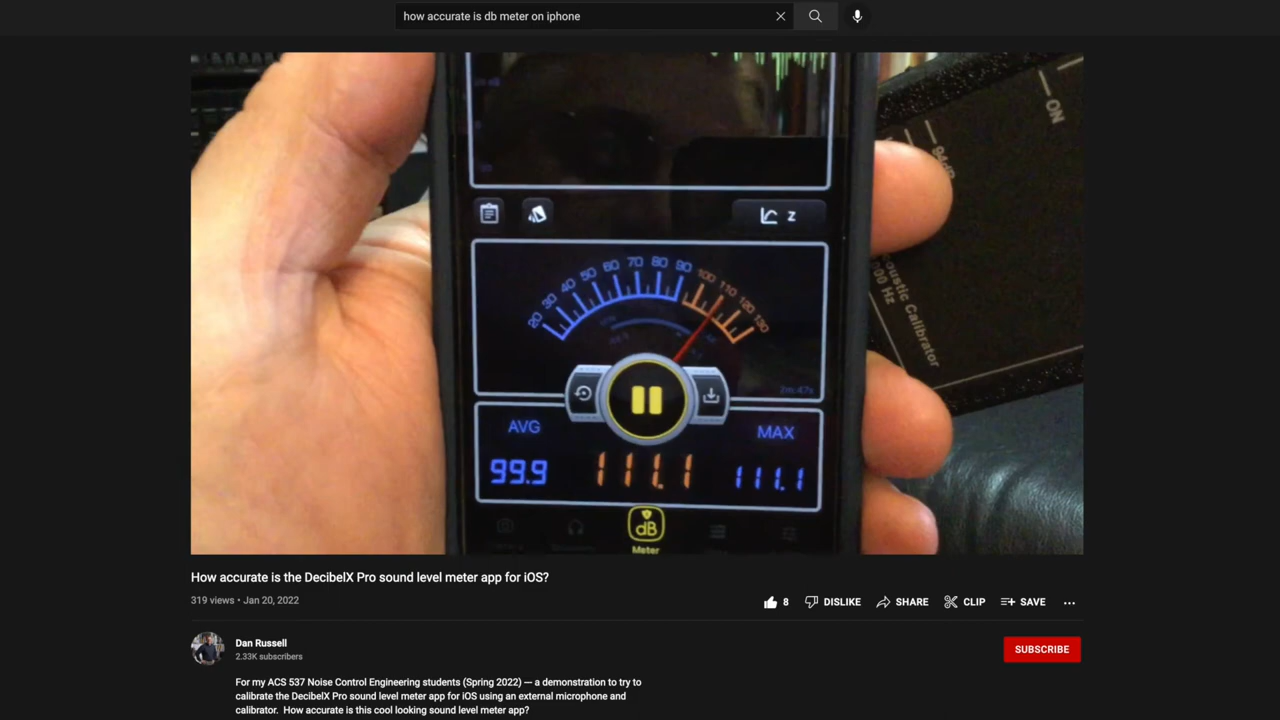 how accurate is db meter on iphone
ON
94dB
Acoustic Calibrator
Z
20 30 40 50 60 70 80 90 100 110 120 130
2m:47s
AVG
MAX
99.9
111.1
111.1
dB
Meter
How accurate is the DecibelX Pro sound level meter app for iOS?
319 views • Jan 20, 2022
8
DISLIKE
SHARE
CLIP
SAVE
Dan Russell
2.33K subscribers
SUBSCRIBE
For my ACS 537 Noise Control Engineering students (Spring 2022) — a demonstration to try to
calibrate the DecibelX Pro sound level meter app for iOS using an external microphone and
calibrator. How accurate is this cool looking sound level meter app?